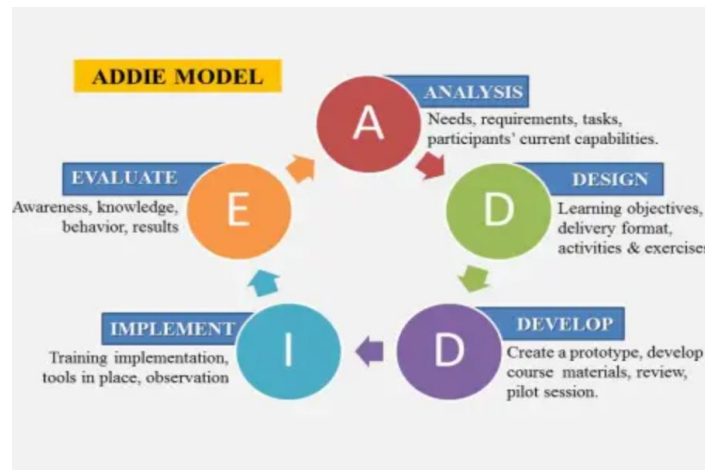 ADDIE MODEL
A
ANALYSIS
Needs, requirements, tasks,
participants' current capabilities.
D
DESIGN
Learning objectives,
delivery format,
activities & exercises
D
DEVELOP
Create a prototype, develop
course materials, review,
pilot session.
I
IMPLEMENT
Training implementation,
tools in place, observation
E
EVALUATE
Awareness, knowledge,
behavior, results